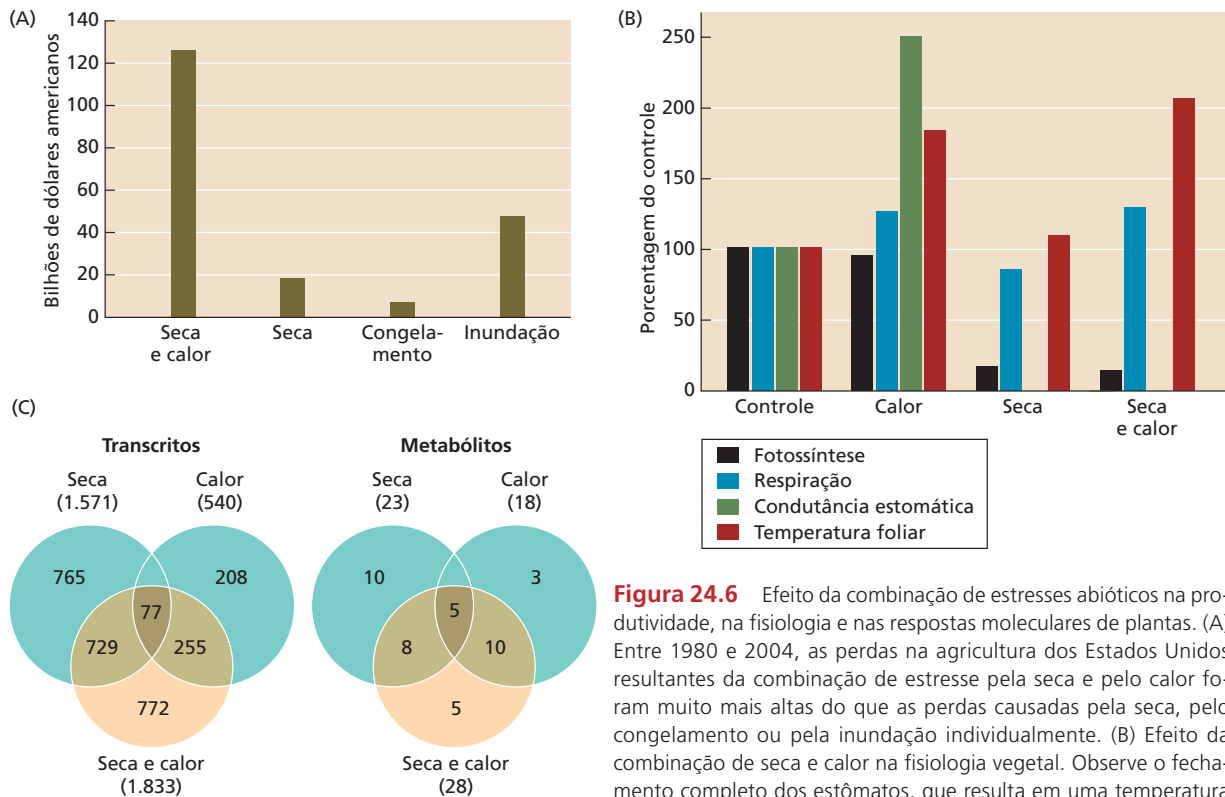 (A)
Bilhões de dólares americanos
140
120
100
80
60
40
20
0
Seca
e calor
Seca
Congela-
mento
Inundação
(B)
Porcentagem do controle
250
200
150
100
50
0
Controle
Calor
Seca
Seca
e calor
Fotossíntese
Respiração
Condutância estomática
Temperatura foliar
(C)
Transcritos
Seca
(1.571)
Calor
(540)
765
208
77
729
255
772
Seca e calor
(1.833)
Metabólitos
Seca
(23)
Calor
(18)
10
3
5
8
10
5
Seca e calor
(28)
Figura 24.6 Efeito da combinação de estresses abióticos na pro-
dutividade, na fisiologia e nas respostas moleculares de plantas. (A)
Entre 1980 e 2004, as perdas na agricultura dos Estados Unidos
resultantes da combinação de estresse pela seca e pelo calor fo-
ram muito mais altas do que as perdas causadas pela seca, pelo
congelamento ou pela inundação individualmente. (B) Efeito da
combinação de seca e calor na fisiologia vegetal. Observe o fecha-
mento completo dos estômatos, que resulta em uma temperatura